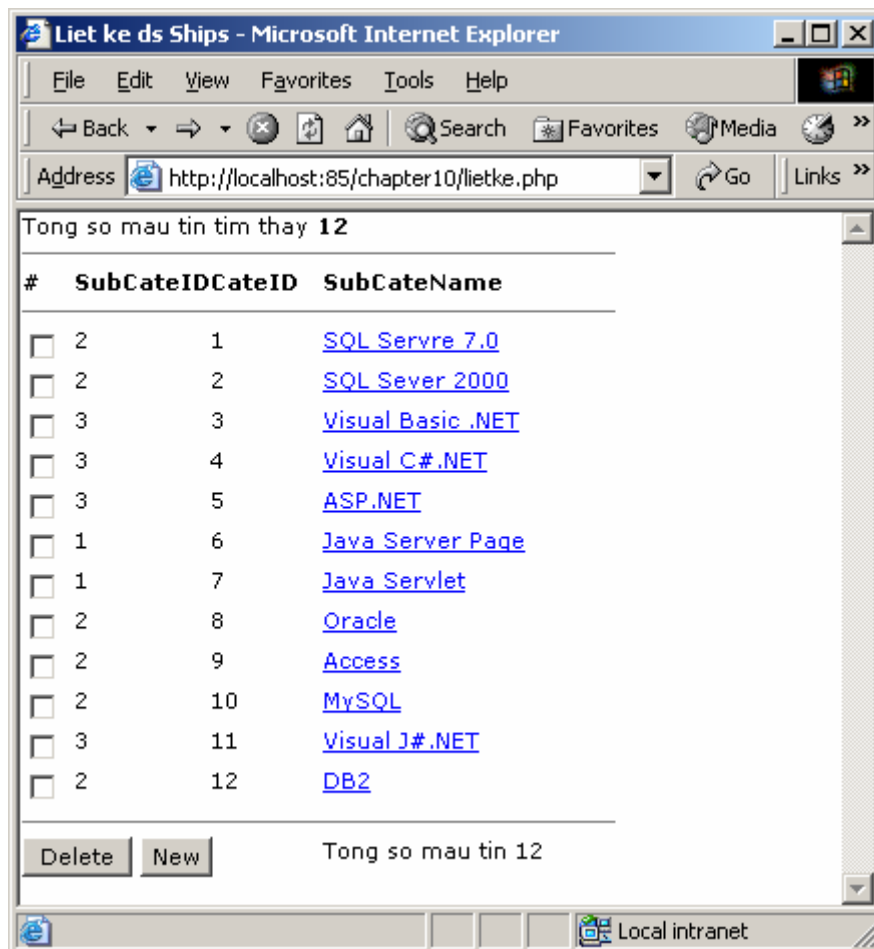 Liet ke ds Ships - Microsoft Internet Explorer
File Edit View Favorites Tools Help
Back Search Favorites Media »
Address http://localhost:85/chapter10/lietke.php Go Links »
Tong so mau tin tim thay 12
# SubCateIDCateID SubCateName
2 1 SQL Servre 7.0
2 2 SQL Sever 2000
3 3 Visual Basic .NET
3 4 Visual C#.NET
3 5 ASP.NET
1 6 Java Server Page
1 7 Java Servlet
2 8 Oracle
2 9 Access
2 10 MySQL
3 11 Visual J#.NET
2 12 DB2
Delete New Tong so mau tin 12
Local intranet